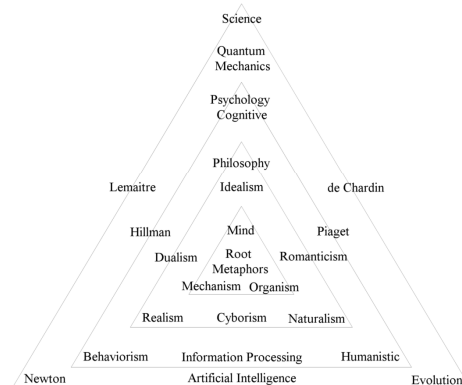 Science
Quantum
Mechanics
Psychology
Cognitive
Philosophy
Idealism
Lemaitre
de Chardin
Mind
Hillman
Piaget
Root
Metaphors
Dualism
Romanticism
Mechanism
Organism
Realism
Cyborism
Naturalism
Behaviorism
Information Processing
Humanistic
Newton
Artificial Intelligence
Evolution